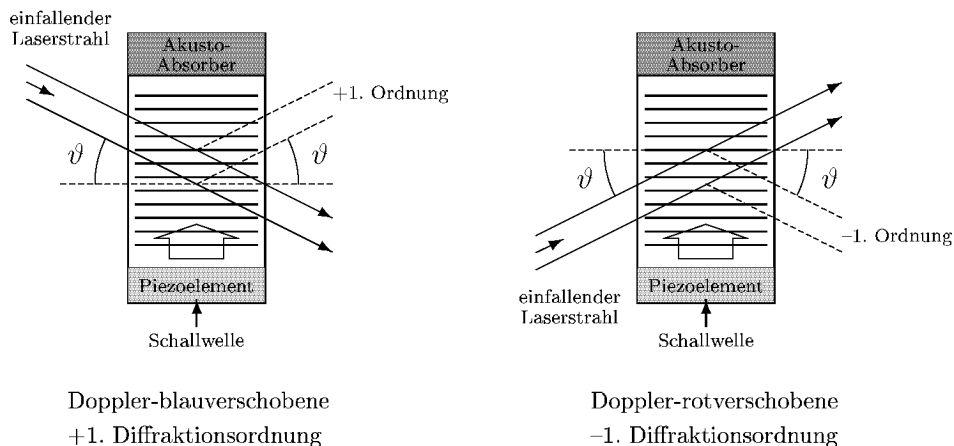 einfallender
Laserstrahl
Akusto-
Absorber
+1. Ordnung
ϑ
ϑ
Piezoelement
Schallwelle
Doppler-blauverschobene
+1. Diffraktionsordnung
Akusto-
Absorber
ϑ
ϑ
–1. Ordnung
Piezoelement
einfallender
Laserstrahl
Schallwelle
Doppler-rotverschobene
–1. Diffraktionsordnung